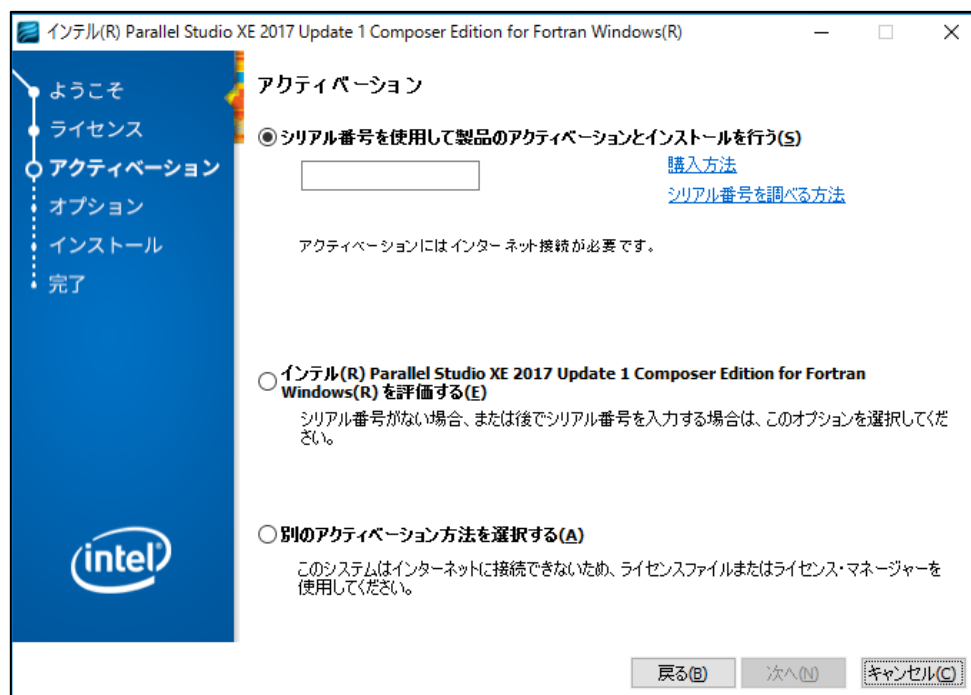 インテル(R) Parallel Studio XE 2017 Update 1 Composer Edition for Fortran Windows(R)
ようこそ
ライセンス
アクティベーション
オプション
インストール
完了
intel
アクティベーション
シリアル番号を使用して製品のアクティベーションとインストールを行う(S)
購入方法
シリアル番号を調べる方法
アクティベーションにはインターネット接続が必要です。
インテル(R) Parallel Studio XE 2017 Update 1 Composer Edition for Fortran
Windows(R) を評価する(E)
シリアル番号がない場合、または後でシリアル番号を入力する場合は、このオプションを選択してくだ
さい。
別のアクティベーション方法を選択する(A)
このシステムはインターネットに接続できないため、ライセンスファイルまたはライセンス・マネージャーを
使用してください。
戻る(B)
次へ(N)
キャンセル(C)